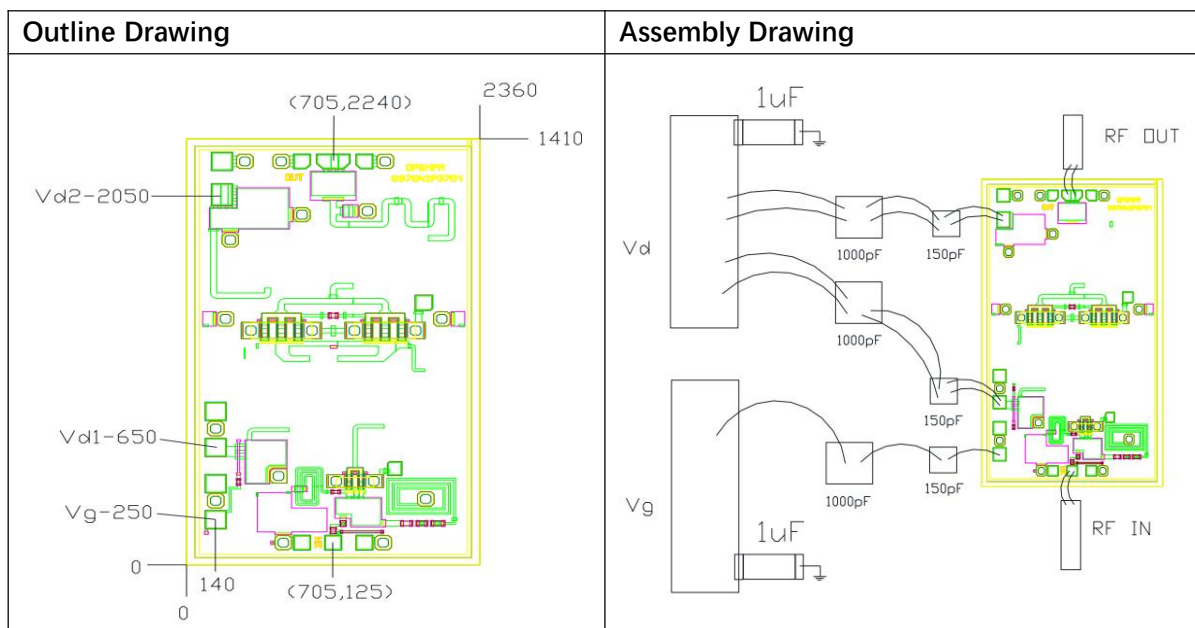 Outline Drawing
Assembly Drawing
(705,2240)
2360
1410
OUT
Vd2-2050
Vd1-650
Vg-250
0
140
0
(705,125)
1uF
RF OUT
Vd
1000pF
150pF
1000pF
150pF
1000pF
150pF
Vg
1uF
RF IN